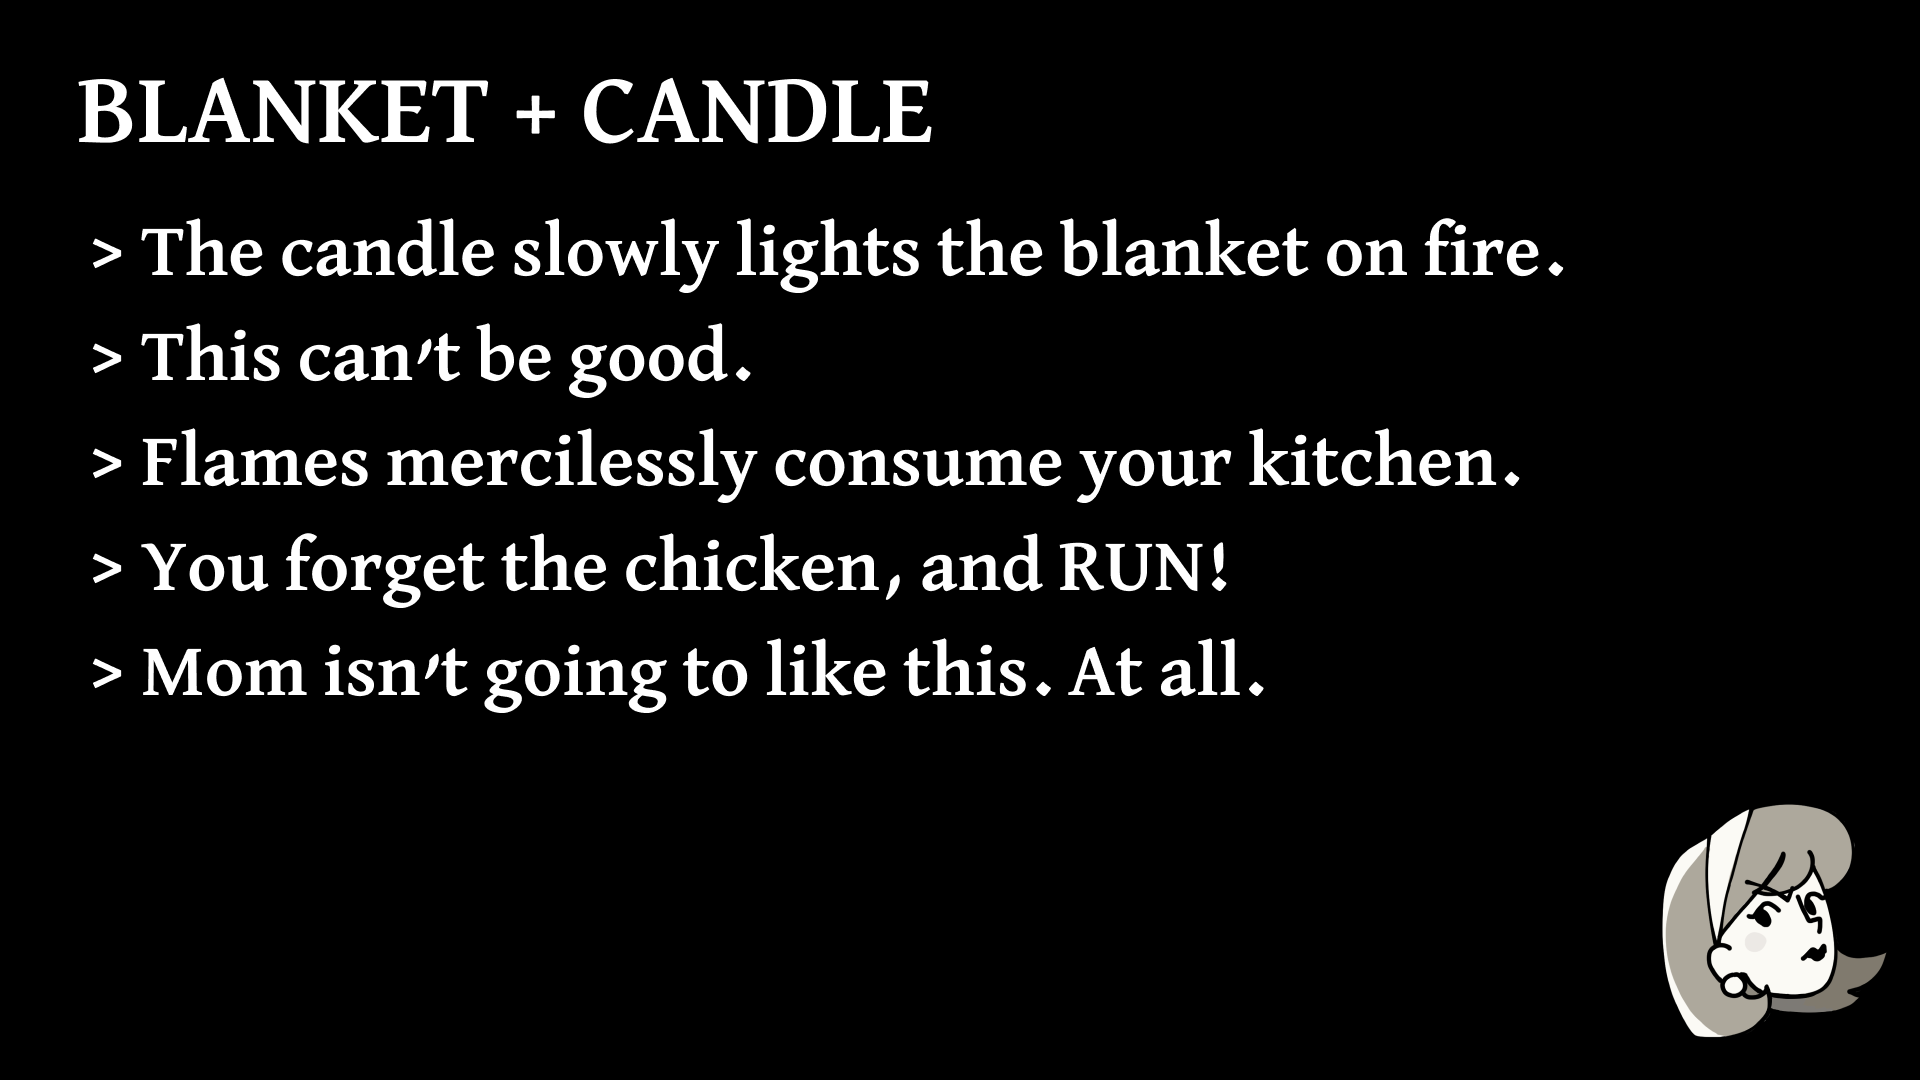 BLANKET + CANDLE
> The candle slowly lights the blanket on fire.
> This can't be good.
> Flames mercilessly consume your kitchen.
> You forget the chicken, and RUN!
> Mom isn't going to like this. At all.